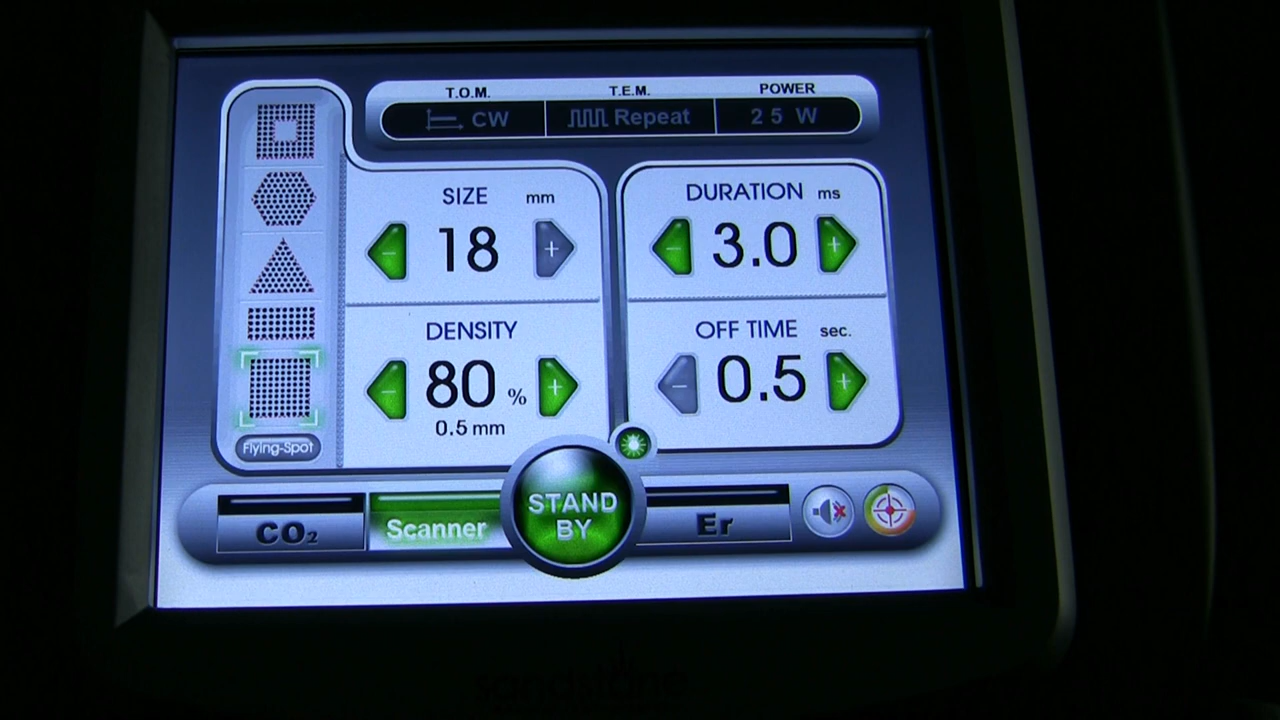 T.O.M. T.E.M. POWER
CW Repeat 25 W
SIZE mm
- 18 +
DENSITY
- 80 % +
0.5 mm
DURATION ms
- 3.0 +
OFF TIME sec.
- 0.5 +
Flying-Spot
CO₂
Scanner
STAND
BY
Er